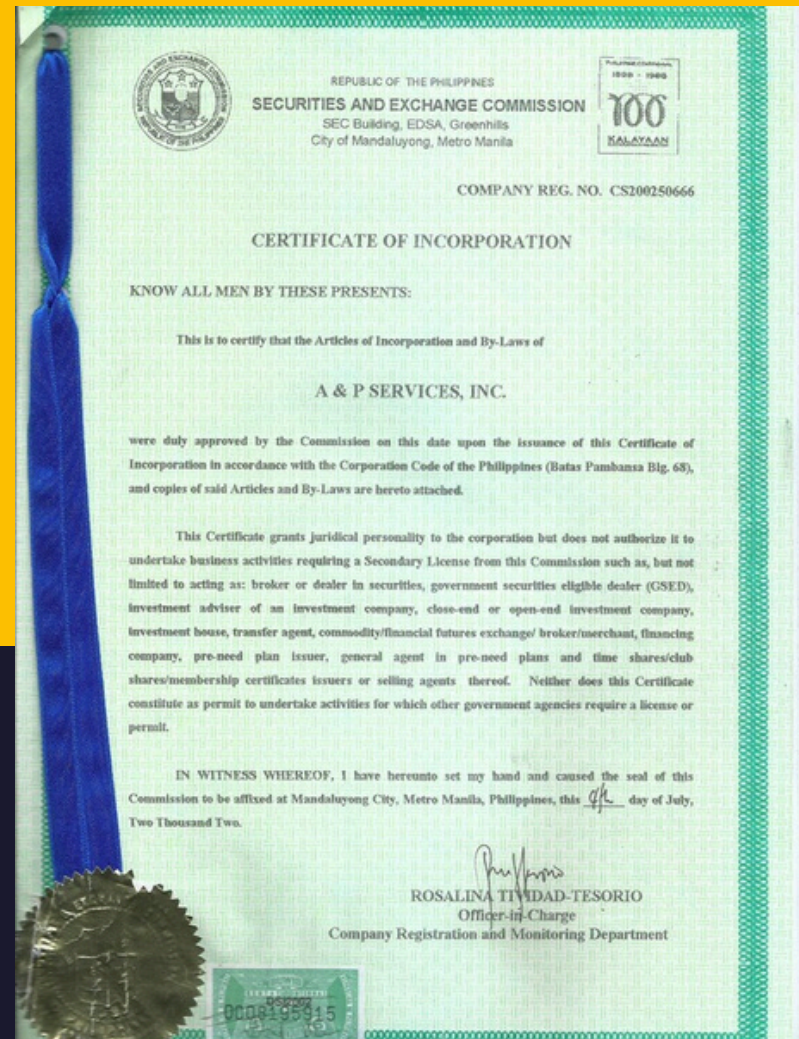 SECURITIES AND EXCHANGE COMMISSION
REPUBLIC OF THE PHILIPPINES
REPUBLIC OF THE PHILIPPINES
SECURITIES AND EXCHANGE COMMISSION
SEC Building, EDSA, Greenhills
City of Mandaluyong, Metro Manila
1898 - 1998
100
KALAYAAN
COMPANY REG. NO. CS200250666
CERTIFICATE OF INCORPORATION
KNOW ALL MEN BY THESE PRESENTS:
This is to certify that the Articles of Incorporation and By-Laws of
A & P SERVICES, INC.
were duly approved by the Commission on this date upon the issuance of this Certificate of
Incorporation in accordance with the Corporation Code of the Philippines (Batas Pambansa Blg. 68),
and copies of said Articles and By-Laws are hereto attached.
This Certificate grants juridical personality to the corporation but does not authorize it to
undertake business activities requiring a Secondary License from this Commission such as, but not
limited to acting as: broker or dealer in securities, government securities eligible dealer (GSED),
investment adviser of an investment company, close-end or open-end investment company,
investment house, transfer agent, commodity/financial futures exchange/ broker/merchant, financing
company, pre-need plan issuer, general agent in pre-need plans and time shares/club
shares/membership certificates issuers or selling agents thereof. Neither does this Certificate
constitute as permit to undertake activities for which other government agencies require a license or
permit.
IN WITNESS WHEREOF, I have hereunto set my hand and caused the seal of this
Commission to be affixed at Mandaluyong City, Metro Manila, Philippines, this day of July,
Two Thousand Two.
ROSALINA TIVIDAD-TESORIO
Officer-in-Charge
Company Registration and Monitoring Department